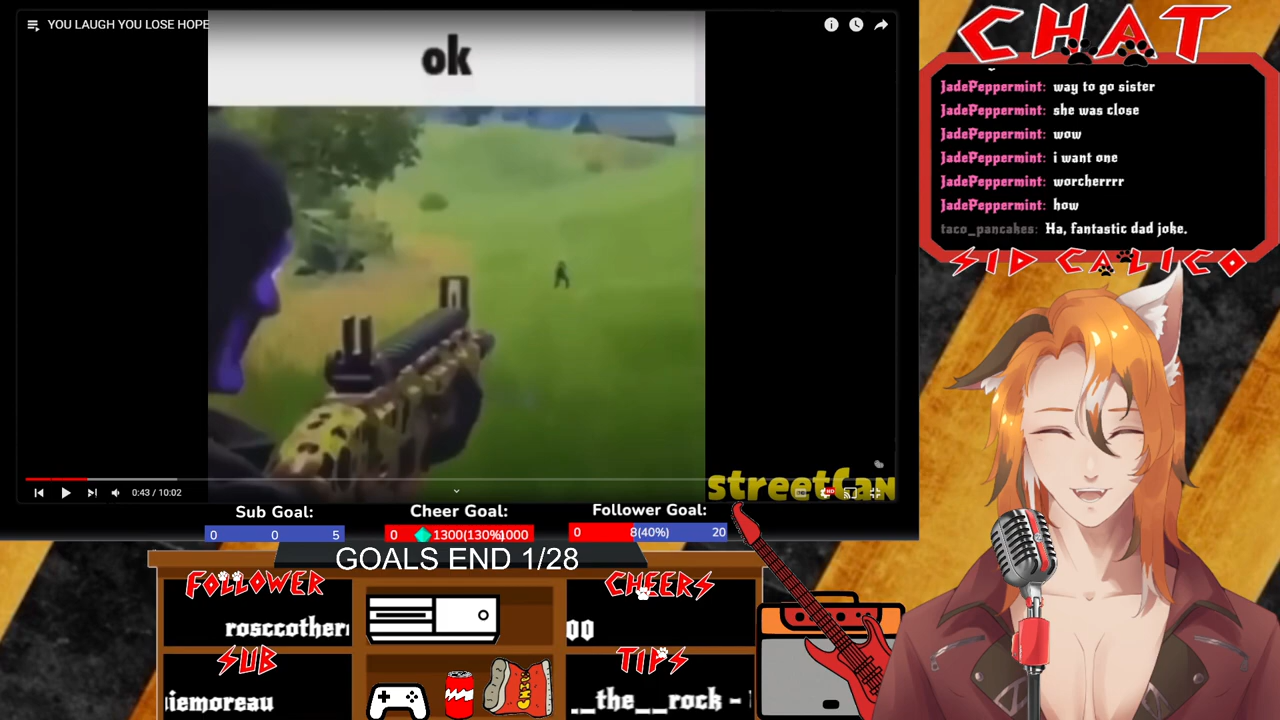 YOU LAUGH YOU LOSE HOPE
ok
0:43 / 10:02
HD
streetCan
CHAT
JadePeppermint: way to go sister
JadePeppermint: she was close
JadePeppermint: wow
JadePeppermint: i want one
JadePeppermint: worcherrrr
JadePeppermint: how
taco_pancakes: Ha, fantastic dad joke.
SID CALICO
Sub Goal:
0 0 5
Cheer Goal:
0 1300(130%) 1000
Follower Goal:
0 8(40%) 20
GOALS END 1/28
FOLLOWER
rosccother
CHEERS
00
SUB
iemoreau
TIPS
__the__rock -